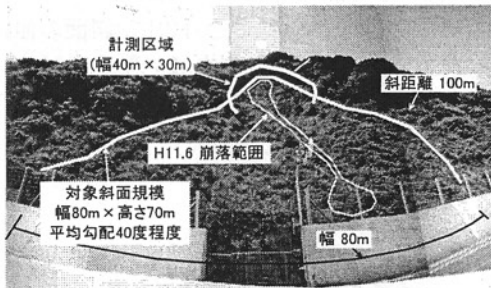 計測区域
(幅40m×30m)
斜距離 100m
H11.6 崩落範囲
対象斜面規模
幅80m×高さ70m
平均勾配40度程度
幅 80m